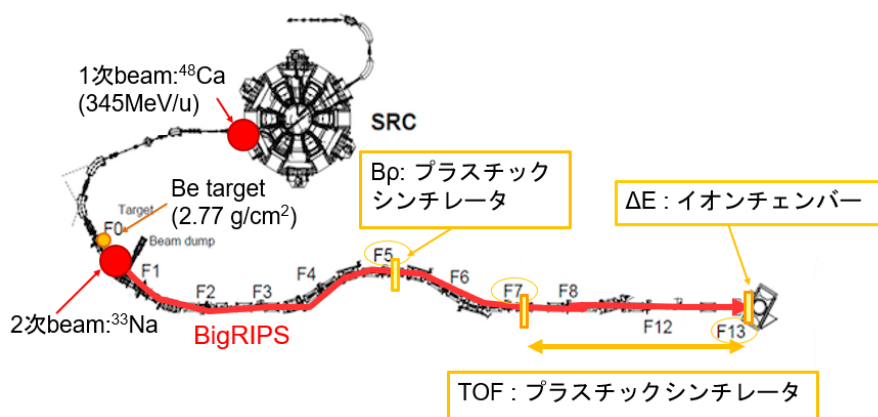 1次beam:⁴⁸Ca
(345MeV/u)
SRC
Be target
(2.77 g/cm²)
Target
F0
Beam dump
Bρ: プラスチック
シンチレータ
ΔE : イオンチェンバー
F1
F2
F3
F4
F5
F6
F7
F8
F12
F13
2次beam:³³Na
BigRIPS
TOF : プラスチックシンチレータ